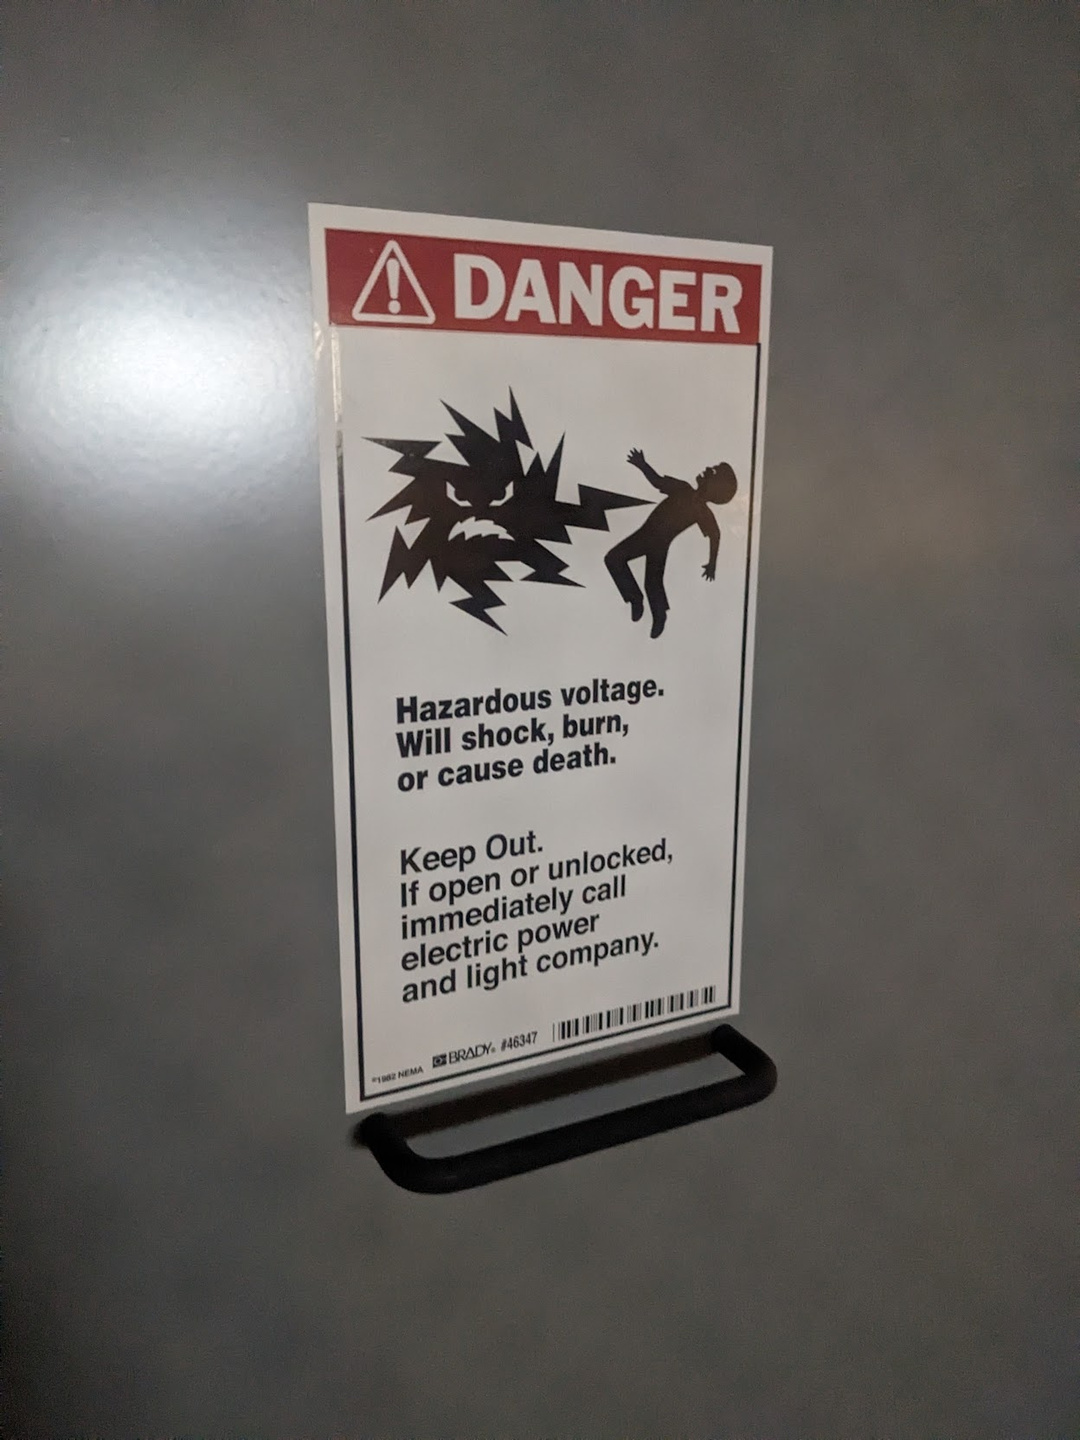 DANGER
Hazardous voltage.
Will shock, burn,
or cause death.
Keep Out.
If open or unlocked,
immediately call
electric power
and light company.
©1982 NEMA BRADY® #46347